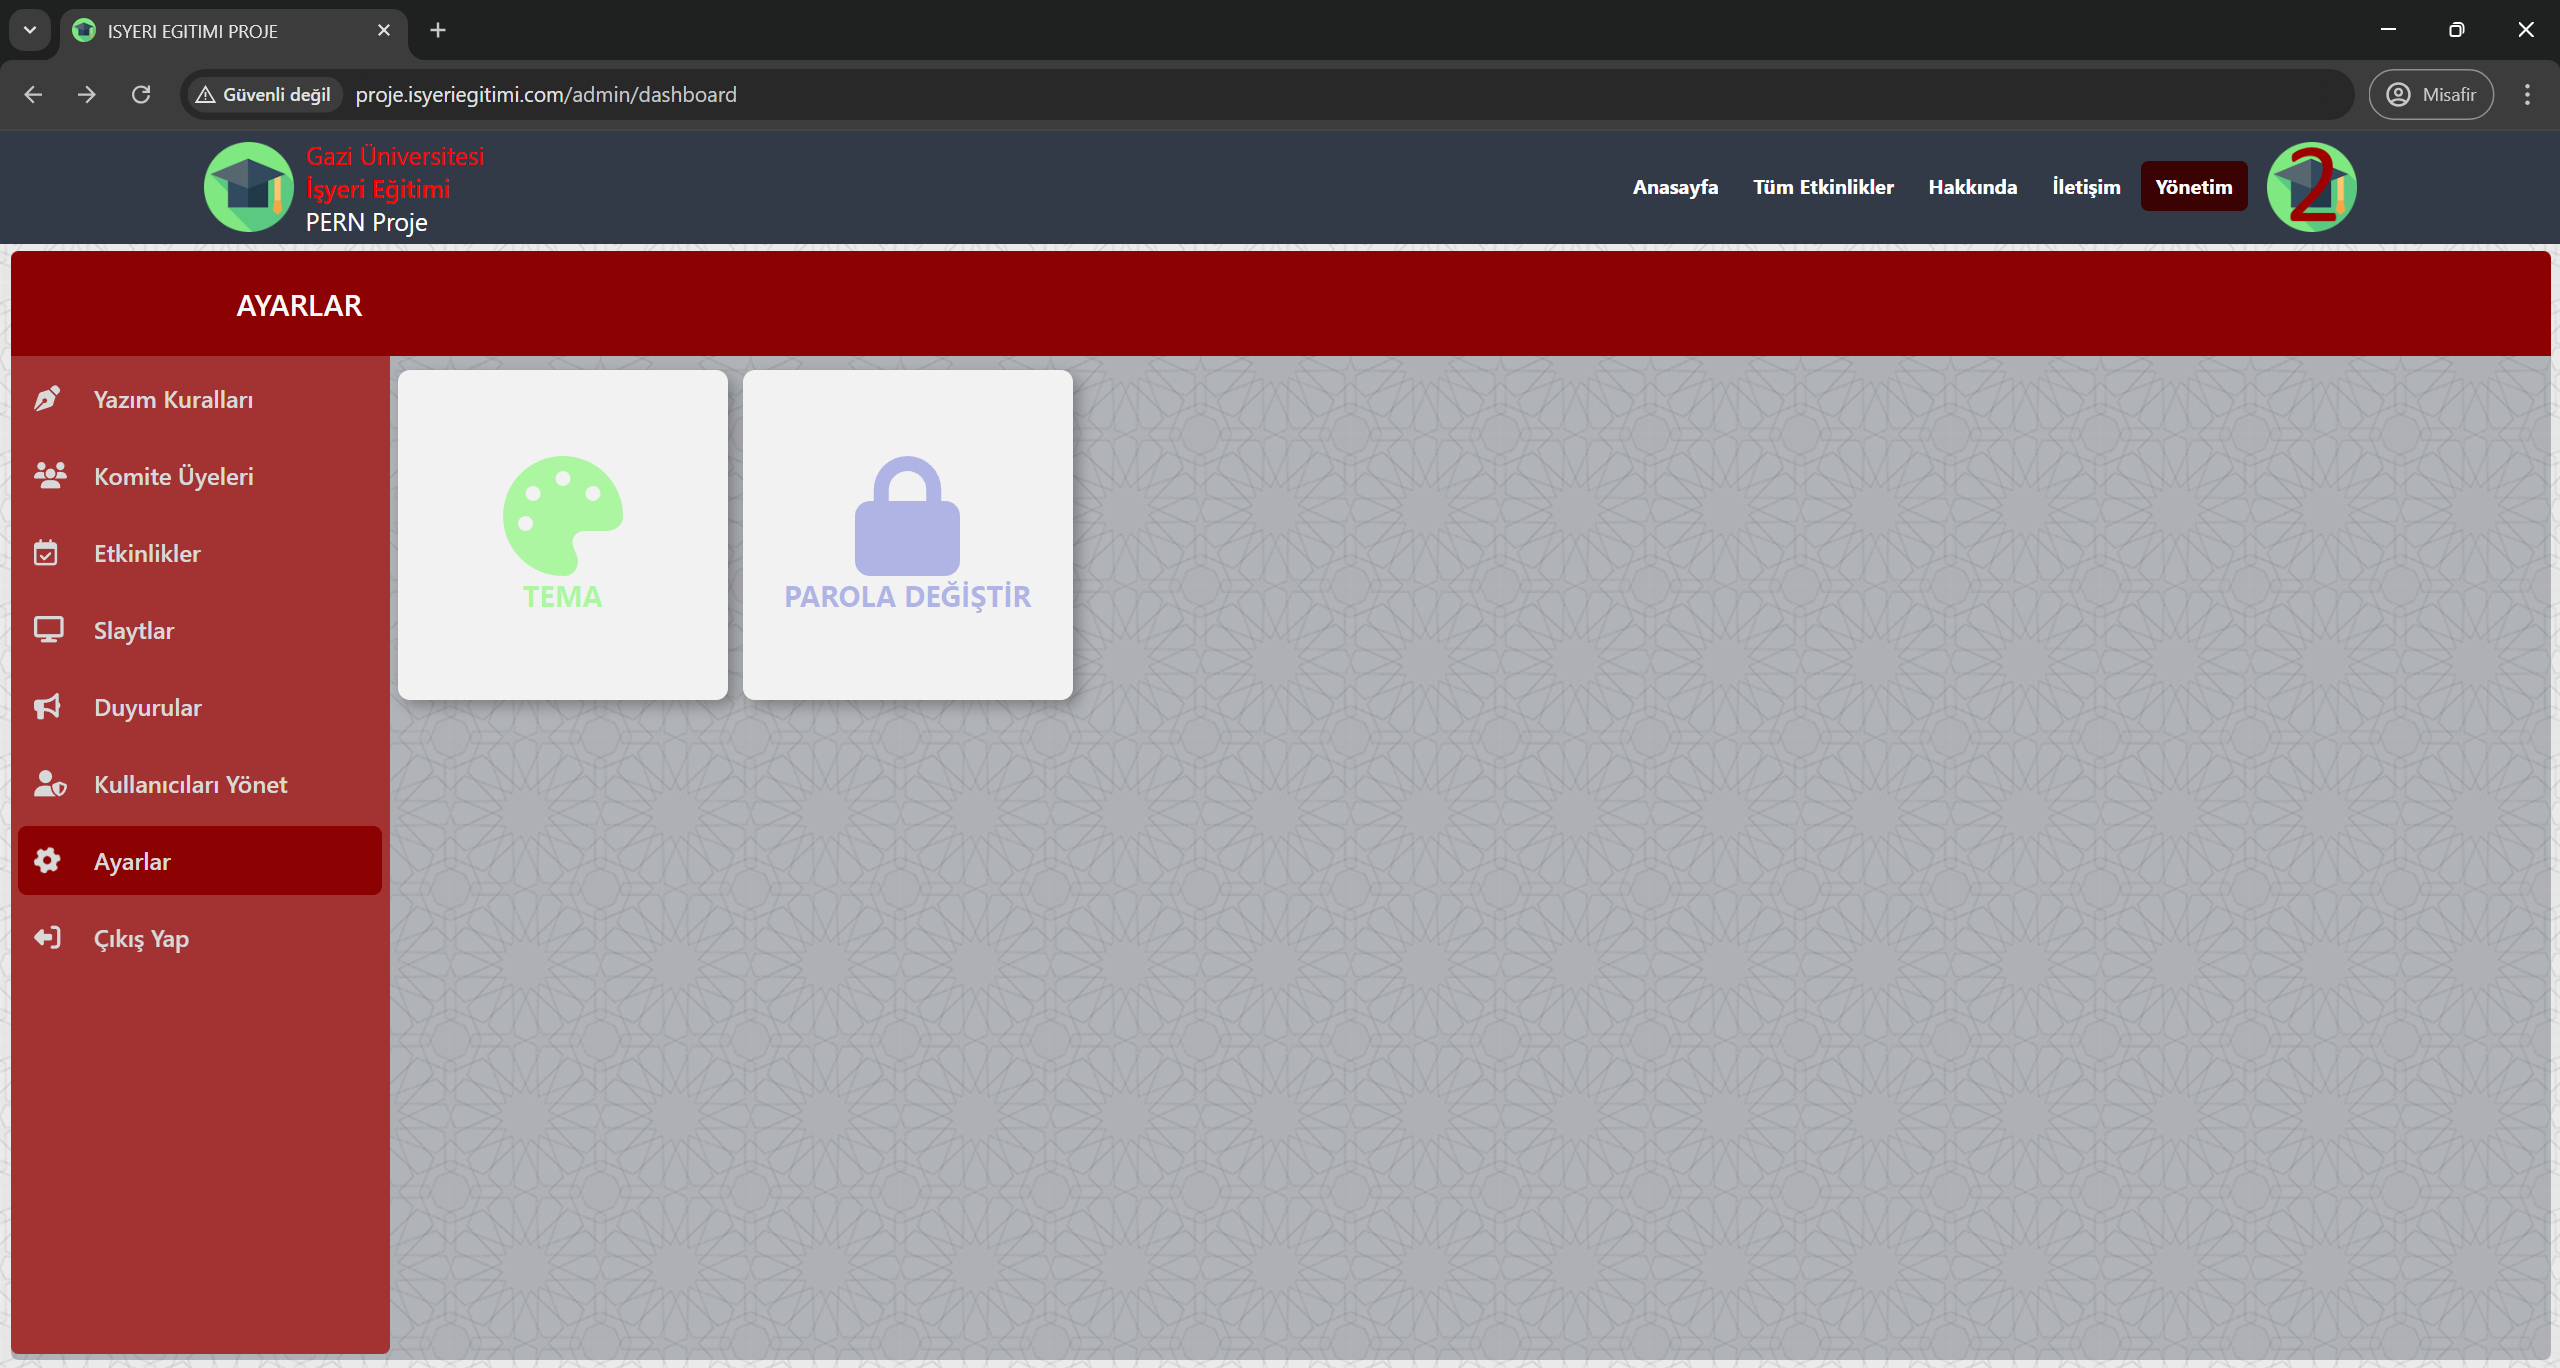 ISYERI EGITIMI PROJE
Güvenli değil
proje.isyeriegitimi.com/admin/dashboard
Misafir
Gazi Üniversitesi
İşyeri Eğitimi
PERN Proje
Anasayfa
Tüm Etkinlikler
Hakkında
İletişim
Yönetim
2
AYARLAR
Yazım Kuralları
Komite Üyeleri
Etkinlikler
Slaytlar
Duyurular
Kullanıcıları Yönet
Ayarlar
Çıkış Yap
TEMA
PAROLA DEĞİŞTİR